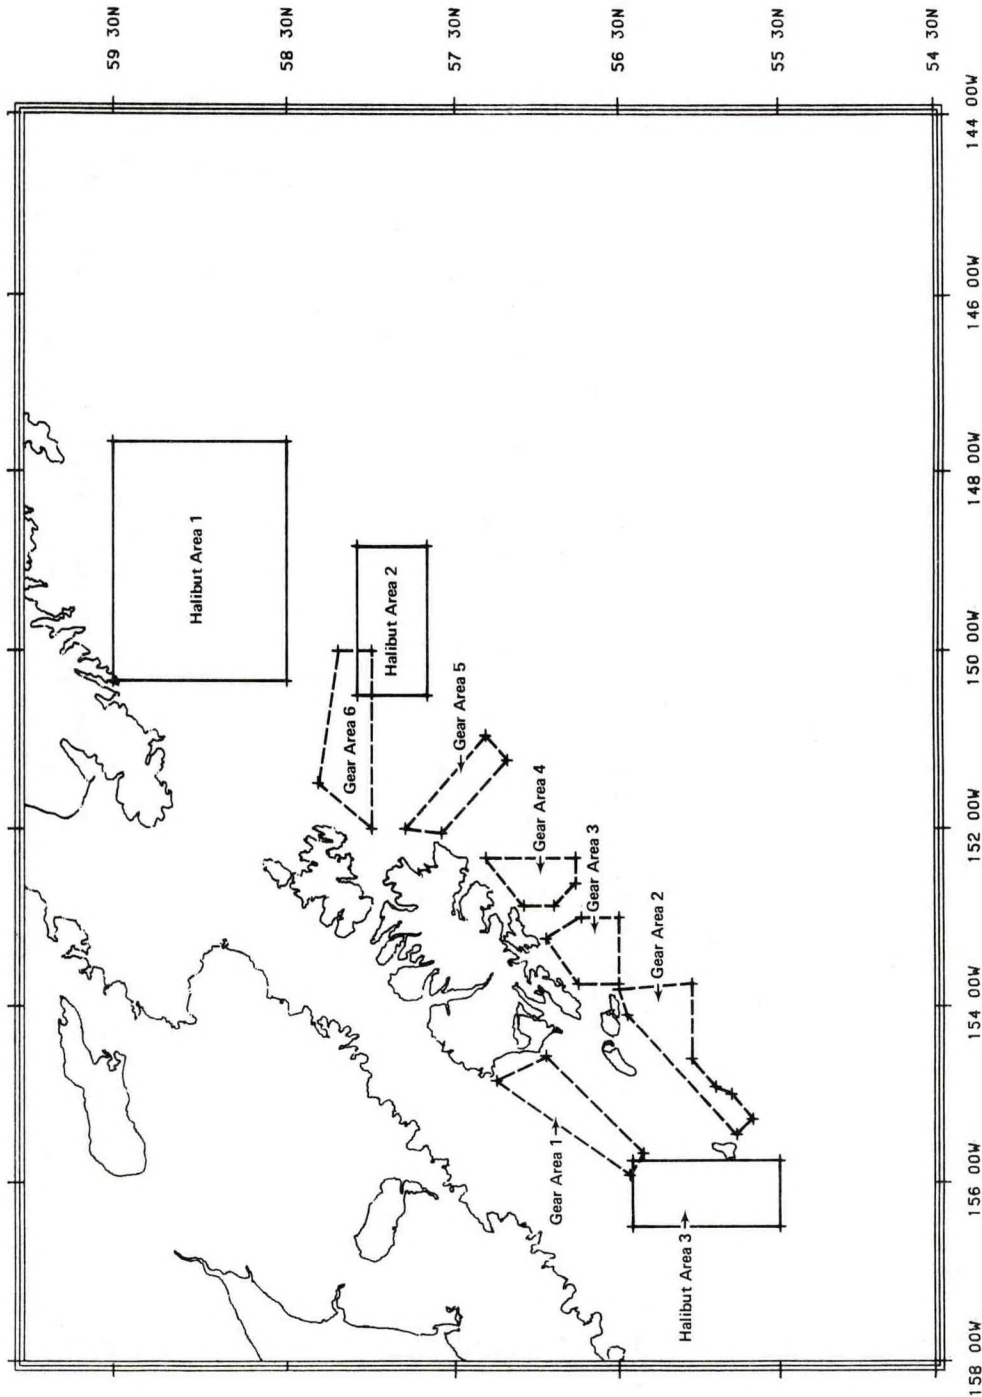 59 30N
58 30N
57 30N
56 30N
55 30N
54 30N
144 00W
146 00W
148 00W
150 00W
152 00W
154 00W
156 00W
158 00W
Halibut Area 1
Halibut Area 2
Gear Area 6
Gear Area 5
Gear Area 4
Gear Area 3
Gear Area 2
Gear Area 1
Halibut Area 3